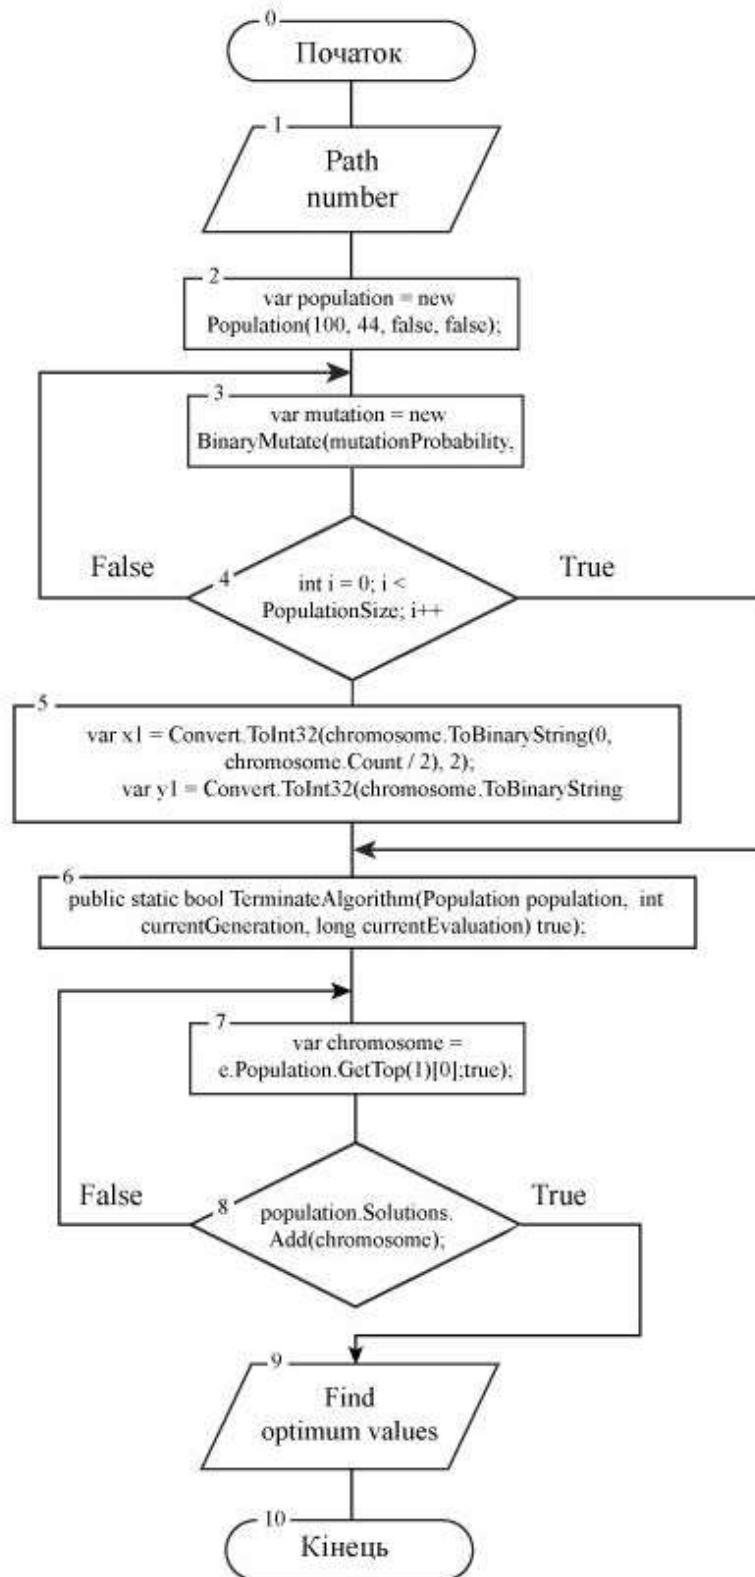 0
Початок
1
Path
number
2
var population = new
Population(100, 44, false, false);
3
var mutation = new
BinaryMutate(mutationProbability,
False
True
4
int i = 0; i <
PopulationSize; i++
5
var x1 = Convert.ToInt32(chromosome.ToBinaryString(0,
chromosome.Count / 2), 2);
var y1 = Convert.ToInt32(chromosome.ToBinaryString
6
public static bool TerminateAlgorithm(Population population, int
currentGeneration, long currentEvaluation) true);
7
var chromosome =
e.Population.GetTop(1)[0];true);
False
True
8
population.Solutions.
Add(chromosome);
9
Find
optimum values
10
Кінець